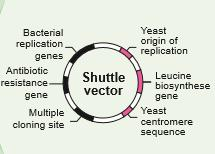 Bacterial
replication
genes
Antibiotic
resistance
gene
Multiple
cloning site
Shuttle
vector
Yeast
origin of
replication
Leucine
biosynthese
gene
Yeast
centromere
sequence